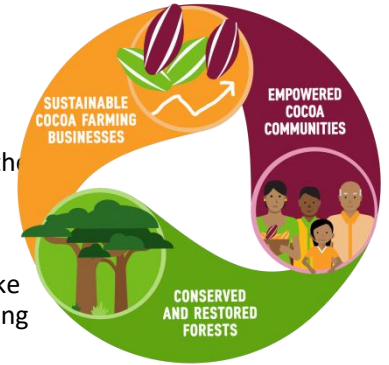 SUSTAINABLE
COCOA FARMING
BUSINESSES
EMPOWERED
COCOA
COMMUNITIES
CONSERVED
AND RESTORED
FORESTS